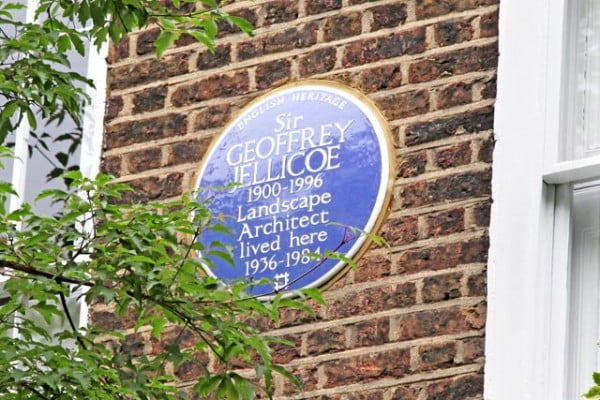 ENGLISH HERITAGE
Sir
GEOFFREY
JELLICOE
1900-1996
Landscape
Architect
lived here
1936-1984